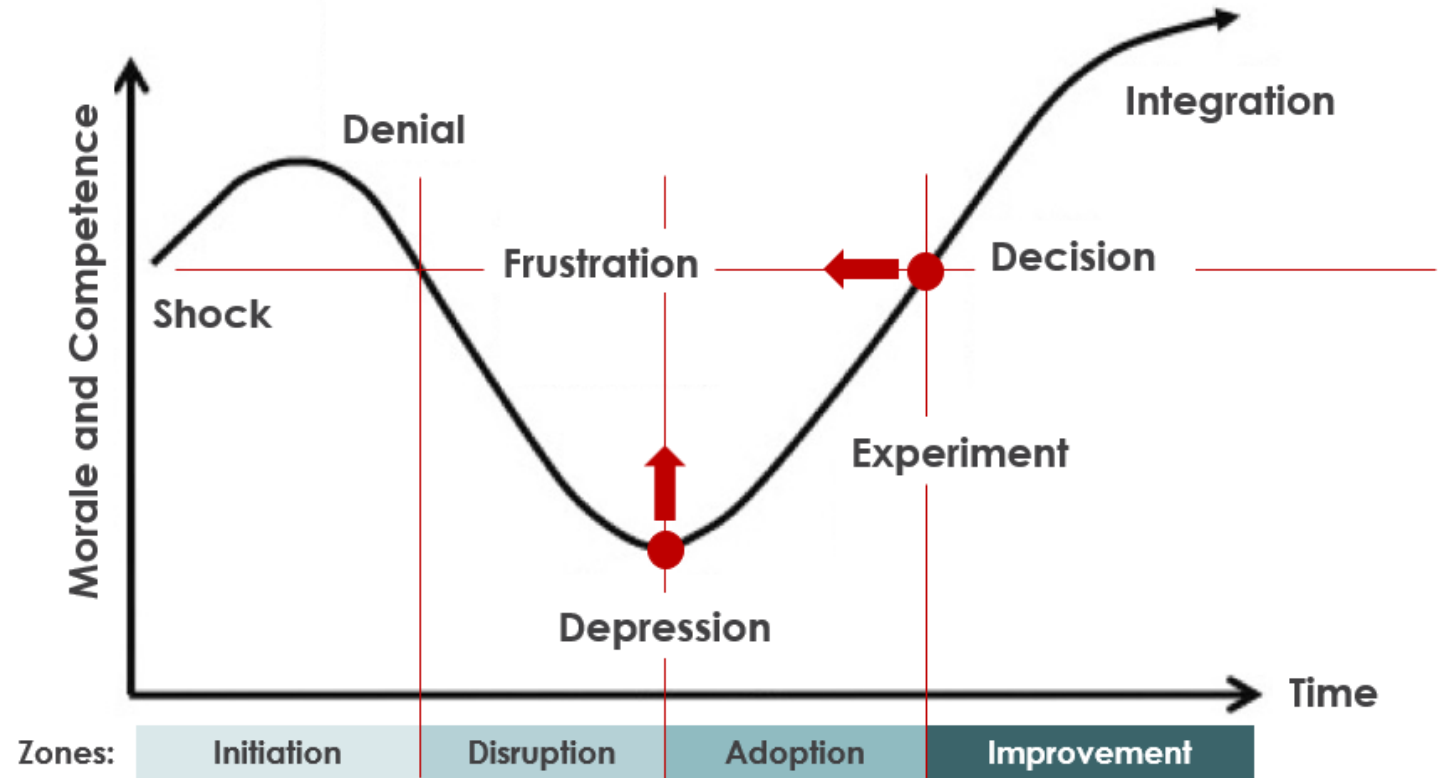 Integration
Denial
Morale and Competence
Frustration
Decision
Shock
Experiment
Depression
Time
Zones:
Initiation
Disruption
Adoption
Improvement